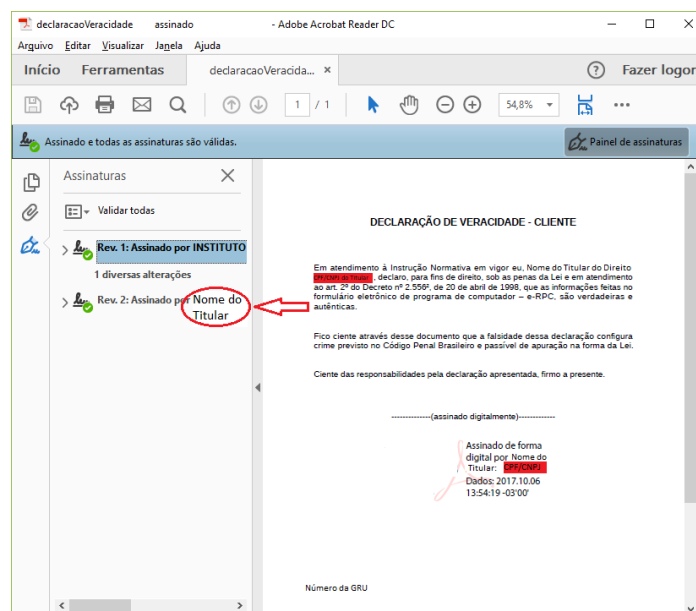 declaracaoVeracidade assinado - Adobe Acrobat Reader DC
Arquivo Editar Visualizar Janela Ajuda
Início Ferramentas declaracaoVeracida... × ? Fazer logor
1 / 1 54,8%
Assinado e todas as assinaturas são válidas. Painel de assinaturas
Assinaturas
Validar todas
Rev. 1: Assinado por INSTITUTO
1 diversas alterações
Rev. 2: Assinado por Nome do
Titular
DECLARAÇÃO DE VERACIDADE - CLIENTE
Em atendimento à Instrução Normativa em vigor eu, Nome do Titular do Direito
CPF/CNPJ do Titular, declaro, para fins de direito, sob as penas da Lei e em atendimento
ao art. 2º do Decreto nº 2.556², de 20 de abril de 1998, que as informações feitas no
formulário eletrônico de programa de computador – e-RPC, são verdadeiras e
autênticas.
Fico ciente através desse documento que a falsidade dessa declaração configura
crime previsto no Código Penal Brasileiro e passível de apuração na forma da Lei.
Ciente das responsabilidades pela declaração apresentada, firmo a presente.
--------------(assinado digitalmente)-------------
Assinado de forma
digital por Nome do
Titular: CPF/CNPJ
Dados: 2017.10.06
13:54:19 -03'00'
Número da GRU